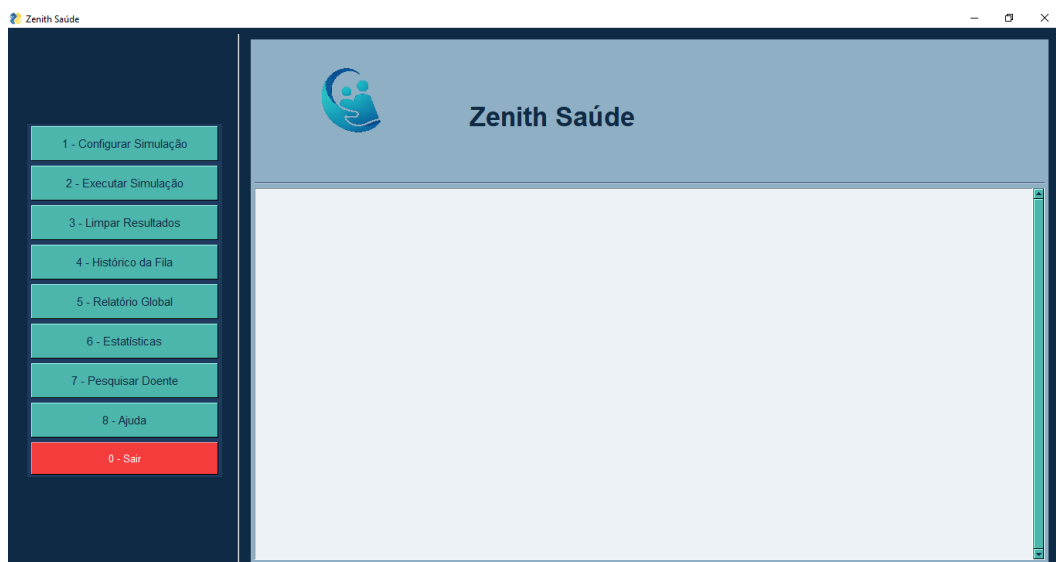 Zenith Saúde
1 - Configurar Simulação
2 - Executar Simulação
3 - Limpar Resultados
4 - Histórico da Fila
5 - Relatório Global
6 - Estatísticas
7 - Pesquisar Doente
8 - Ajuda
0 - Sair
Zenith Saúde